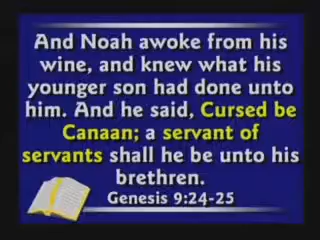 And Noah awoke from his
wine, and knew what his
younger son had done unto
him. And he said, Cursed be
Canaan; a servant of
servants shall he be unto his
brethren.
Genesis 9:24-25